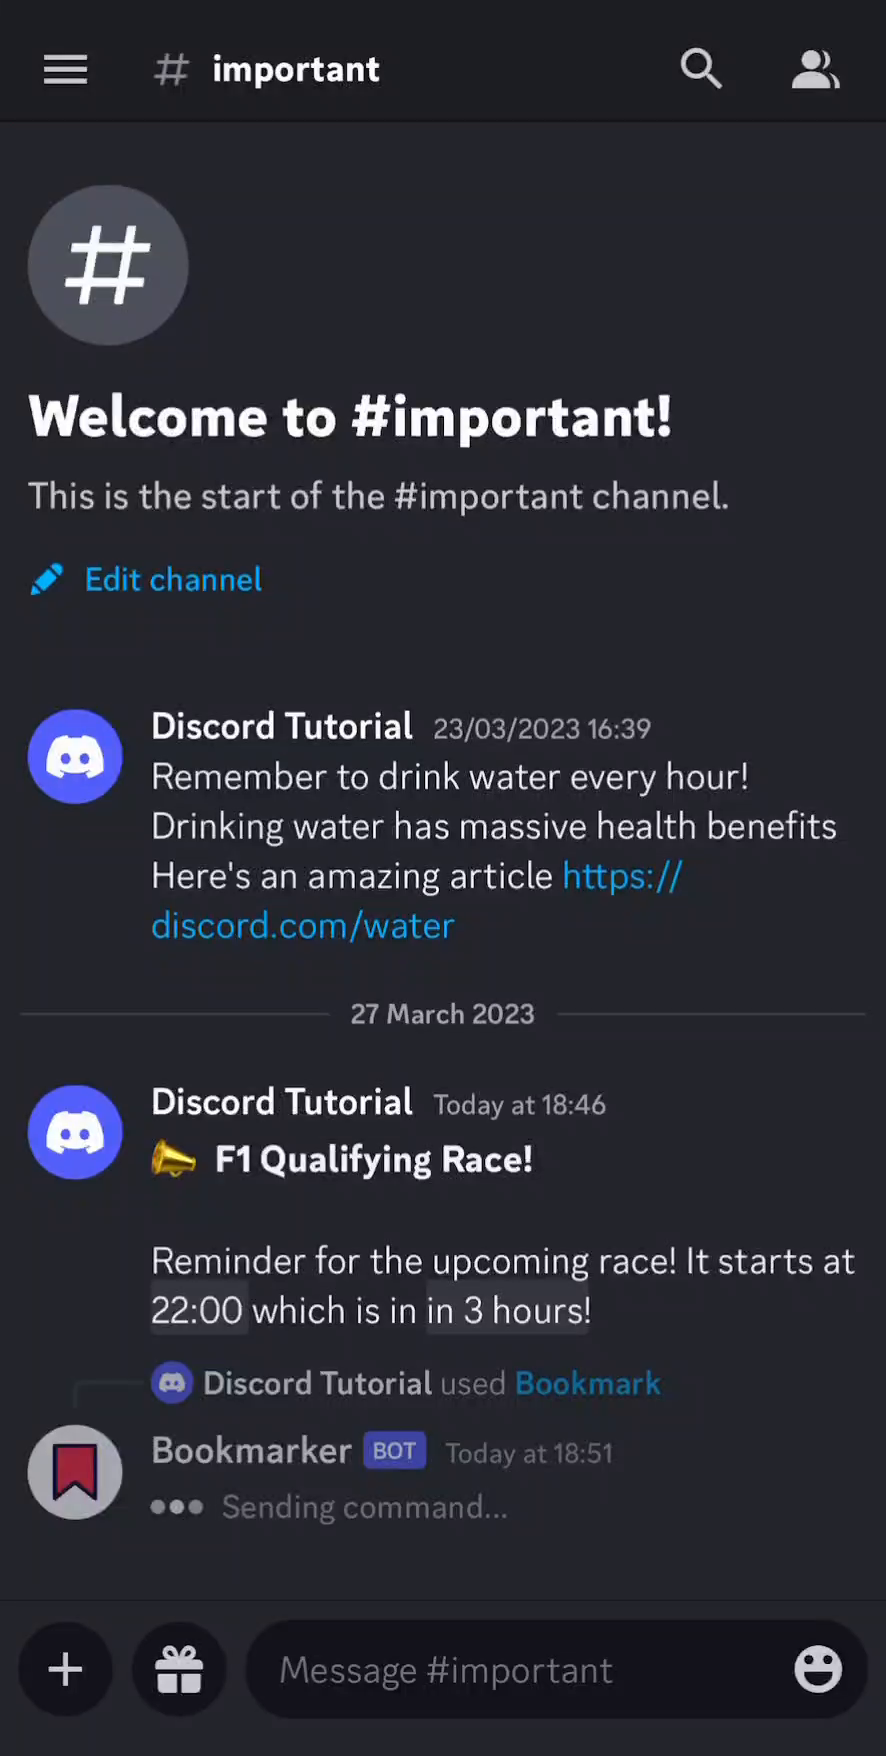 # important
Welcome to #important!
This is the start of the #important channel.
Edit channel
Discord Tutorial 23/03/2023 16:39
Remember to drink water every hour!
Drinking water has massive health benefits
Here's an amazing article https://
discord.com/water
27 March 2023
Discord Tutorial Today at 18:46
F1 Qualifying Race!
Reminder for the upcoming race! It starts at
22:00 which is in in 3 hours!
Discord Tutorial used Bookmark
Bookmarker BOT Today at 18:51
Sending command...
Message #important